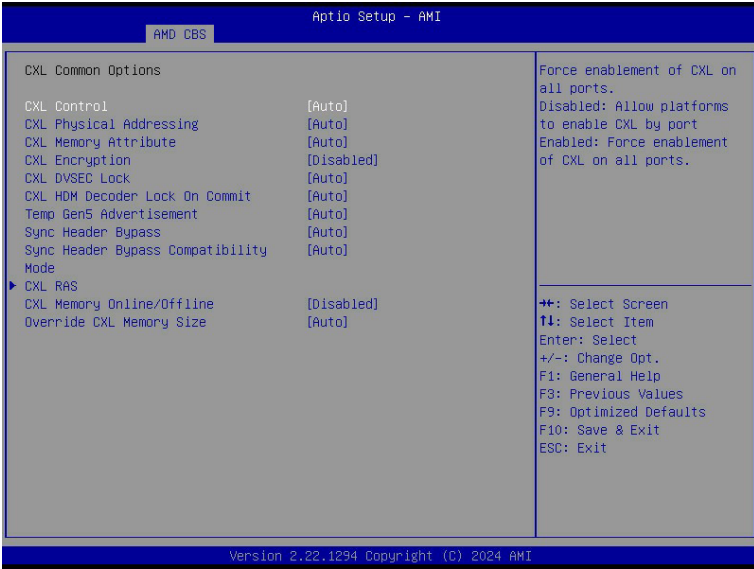 Aptio Setup – AMI
AMD CBS
CXL Common Options
CXL Control [Auto]
CXL Physical Addressing [Auto]
CXL Memory Attribute [Auto]
CXL Encryption [Disabled]
CXL DVSEC Lock [Auto]
CXL HDM Decoder Lock On Commit [Auto]
Temp Gen5 Advertisement [Auto]
Sync Header Bypass [Auto]
Sync Header Bypass Compatibility [Auto]
Mode
CXL RAS
CXL Memory Online/Offline [Disabled]
Override CXL Memory Size [Auto]
Force enablement of CXL on
all ports.
Disabled: Allow platforms
to enable CXL by port
Enabled: Force enablement
of CXL on all ports.
→←: Select Screen
↑↓: Select Item
Enter: Select
+/-: Change Opt.
F1: General Help
F3: Previous Values
F9: Optimized Defaults
F10: Save & Exit
ESC: Exit
Version 2.22.1294 Copyright (C) 2024 AMI